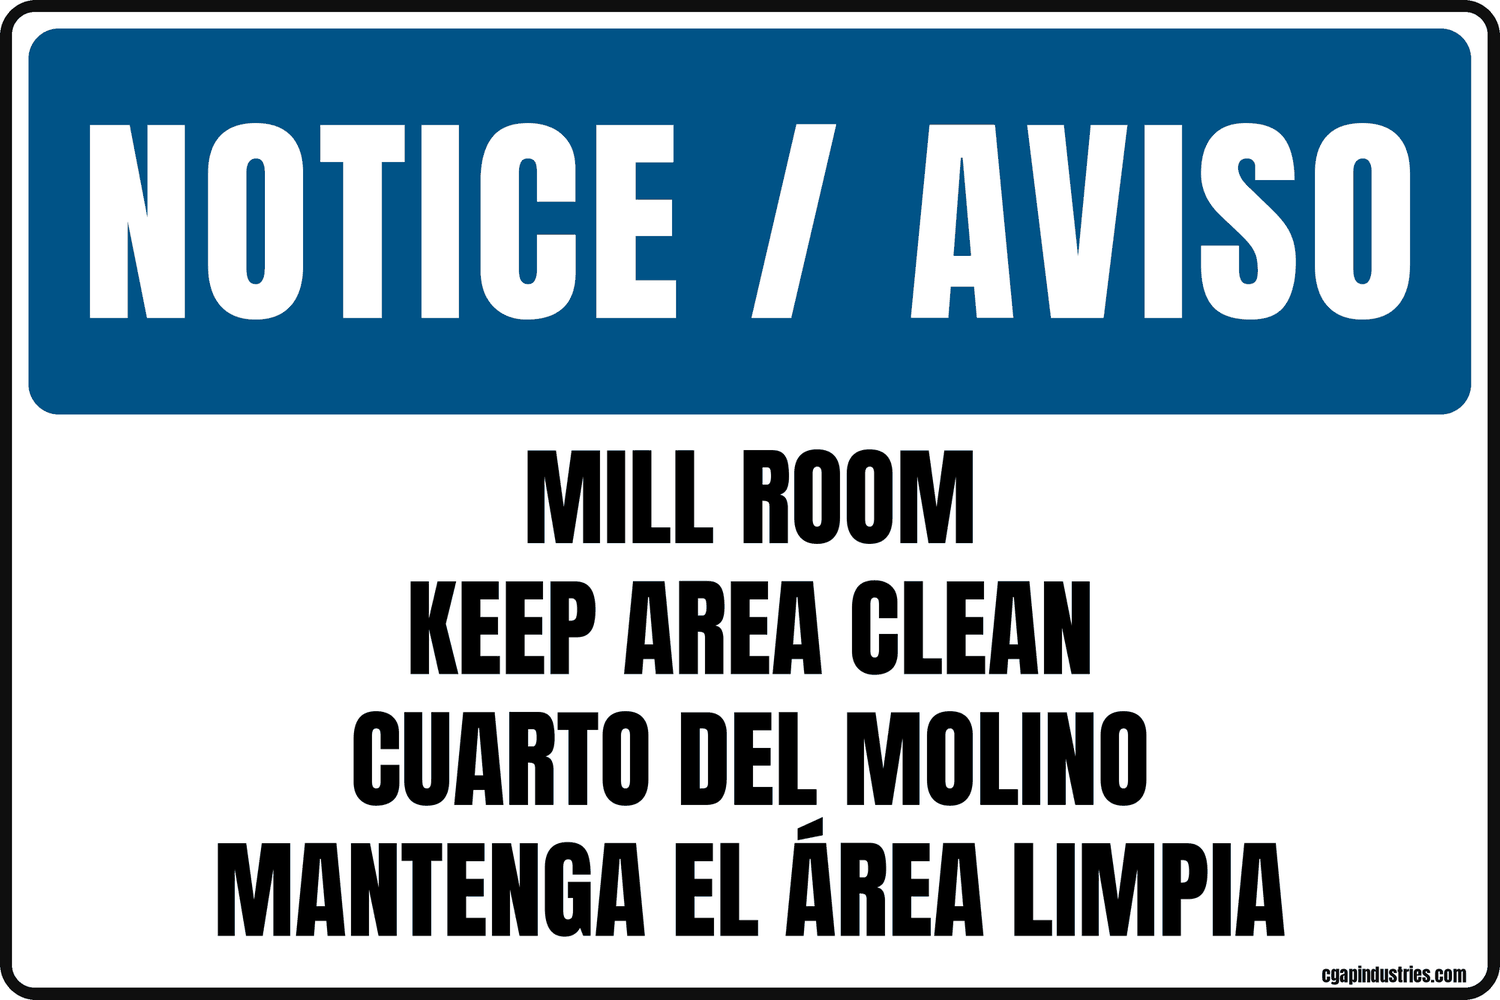 NOTICE / AVISO
MILL ROOM
KEEP AREA CLEAN
CUARTO DEL MOLINO
MANTENGA EL ÁREA LIMPIA
cgapindustries.com